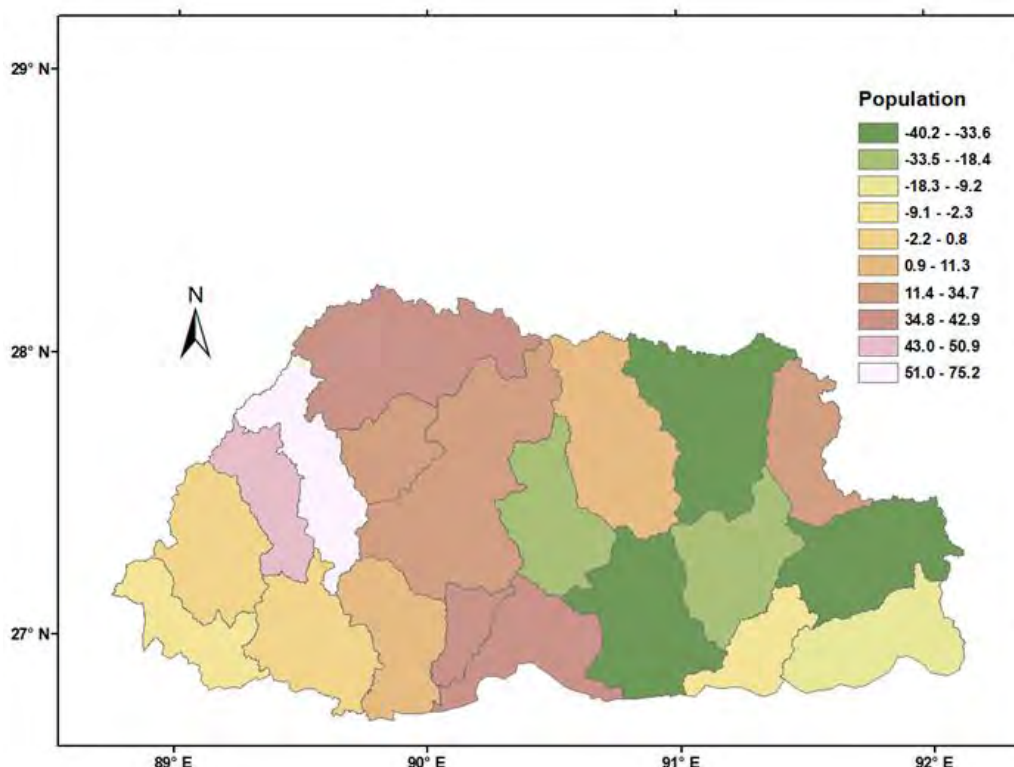 29° N
Population
-40.2 - -33.6
-33.5 - -18.4
-18.3 - -9.2
-9.1 - -2.3
-2.2 - 0.8
0.9 - 11.3
11.4 - 34.7
34.8 - 42.9
43.0 - 50.9
51.0 - 75.2
N
28° N
27° N
89° E
90° E
91° E
92° E